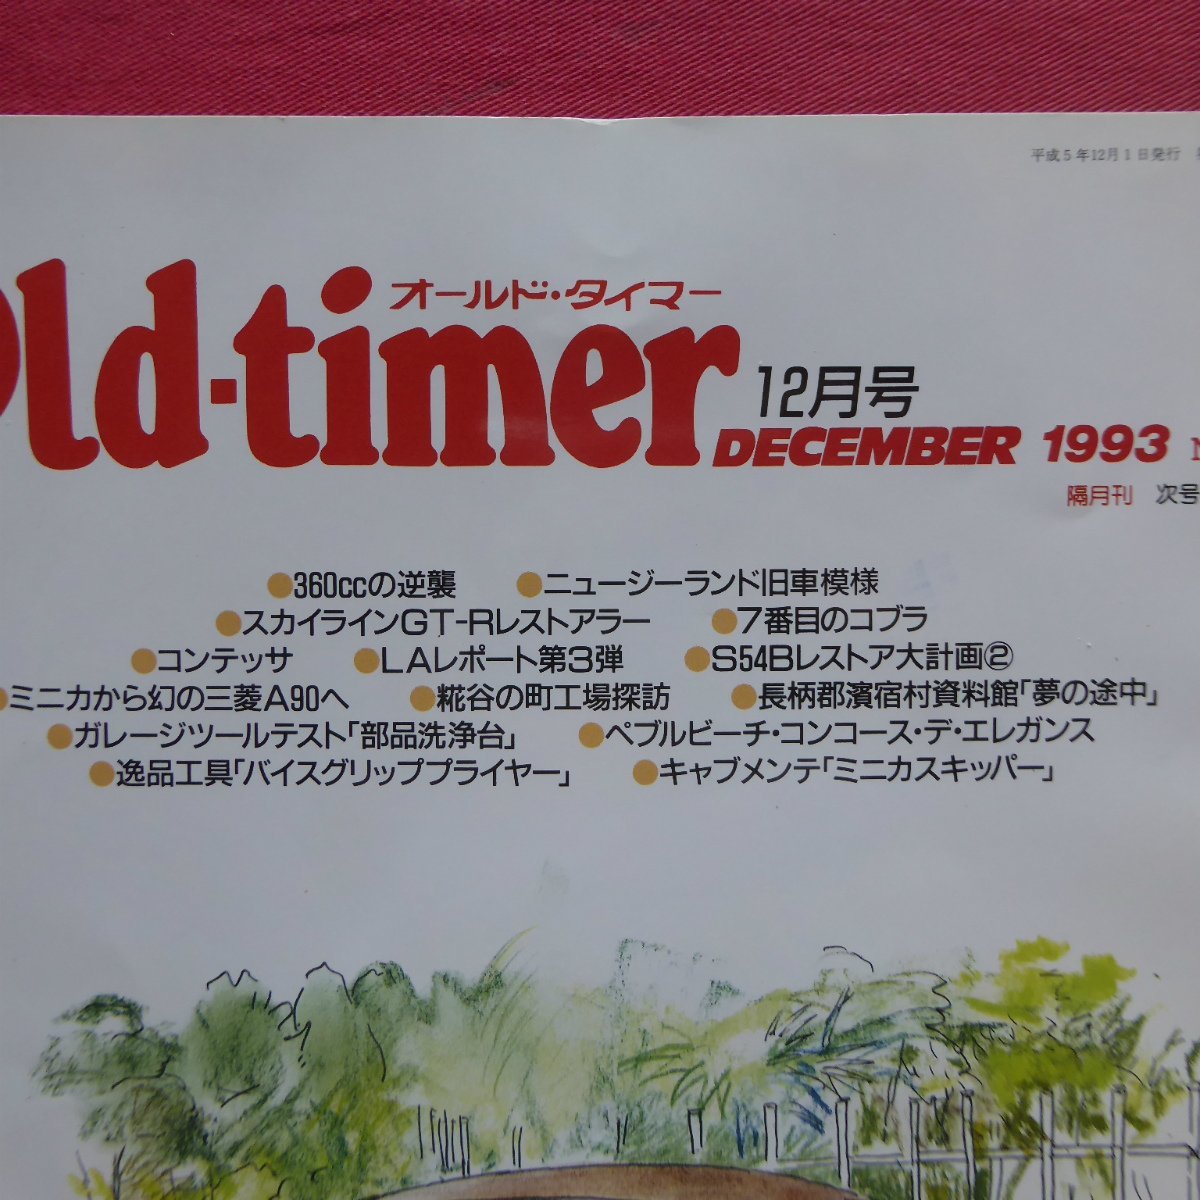 平成5年12月1日発行
オールド・タイマー
Old-timer
12月号
DECEMBER 1993
隔月刊 次号
●360ccの逆襲 ●ニュージーランド旧車模様
●スカイラインGT-Rレストアラー ●7番目のコブラ
●コンテッサ ●LAレポート第3弾 ●S54Bレストア大計画②
●ミニカから幻の三菱A90へ ●糀谷の町工場探訪 ●長柄郡濱宿村資料館「夢の途中」
●ガレージツールテスト「部品洗浄台」 ●ペブルビーチ・コンコース・デ・エレガンス
●逸品工具「バイスグリッププライヤー」 ●キャブメンテ「ミニカスキッパー」